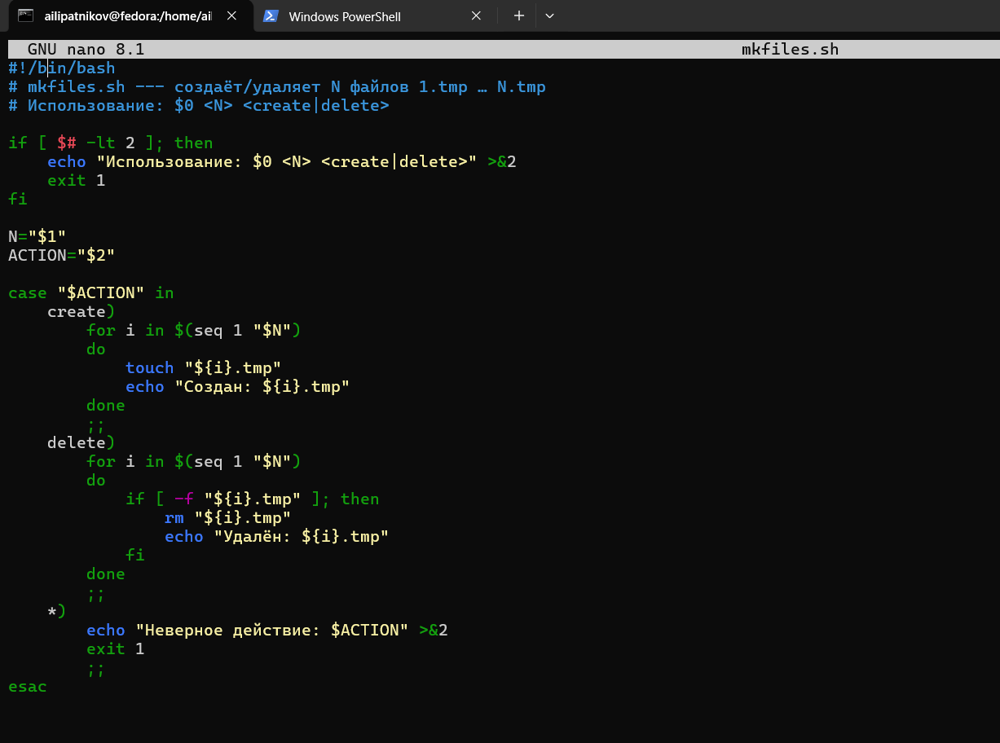 ailipatnikov@fedora:/home/ai
Windows PowerShell
GNU nano 8.1 mkfiles.sh
#!/bin/bash
# mkfiles.sh --- создаёт/удаляет N файлов 1.tmp … N.tmp
# Использование: $0 <N> <create|delete>

if [ $# -lt 2 ]; then
    echo "Использование: $0 <N> <create|delete>" >&2
    exit 1
fi

N="$1"
ACTION="$2"

case "$ACTION" in
    create)
        for i in $(seq 1 "$N")
        do
            touch "${i}.tmp"
            echo "Создан: ${i}.tmp"
        done
        ;;
    delete)
        for i in $(seq 1 "$N")
        do
            if [ -f "${i}.tmp" ]; then
                rm "${i}.tmp"
                echo "Удалён: ${i}.tmp"
            fi
        done
        ;;
    *)
        echo "Неверное действие: $ACTION" >&2
        exit 1
        ;;
esac